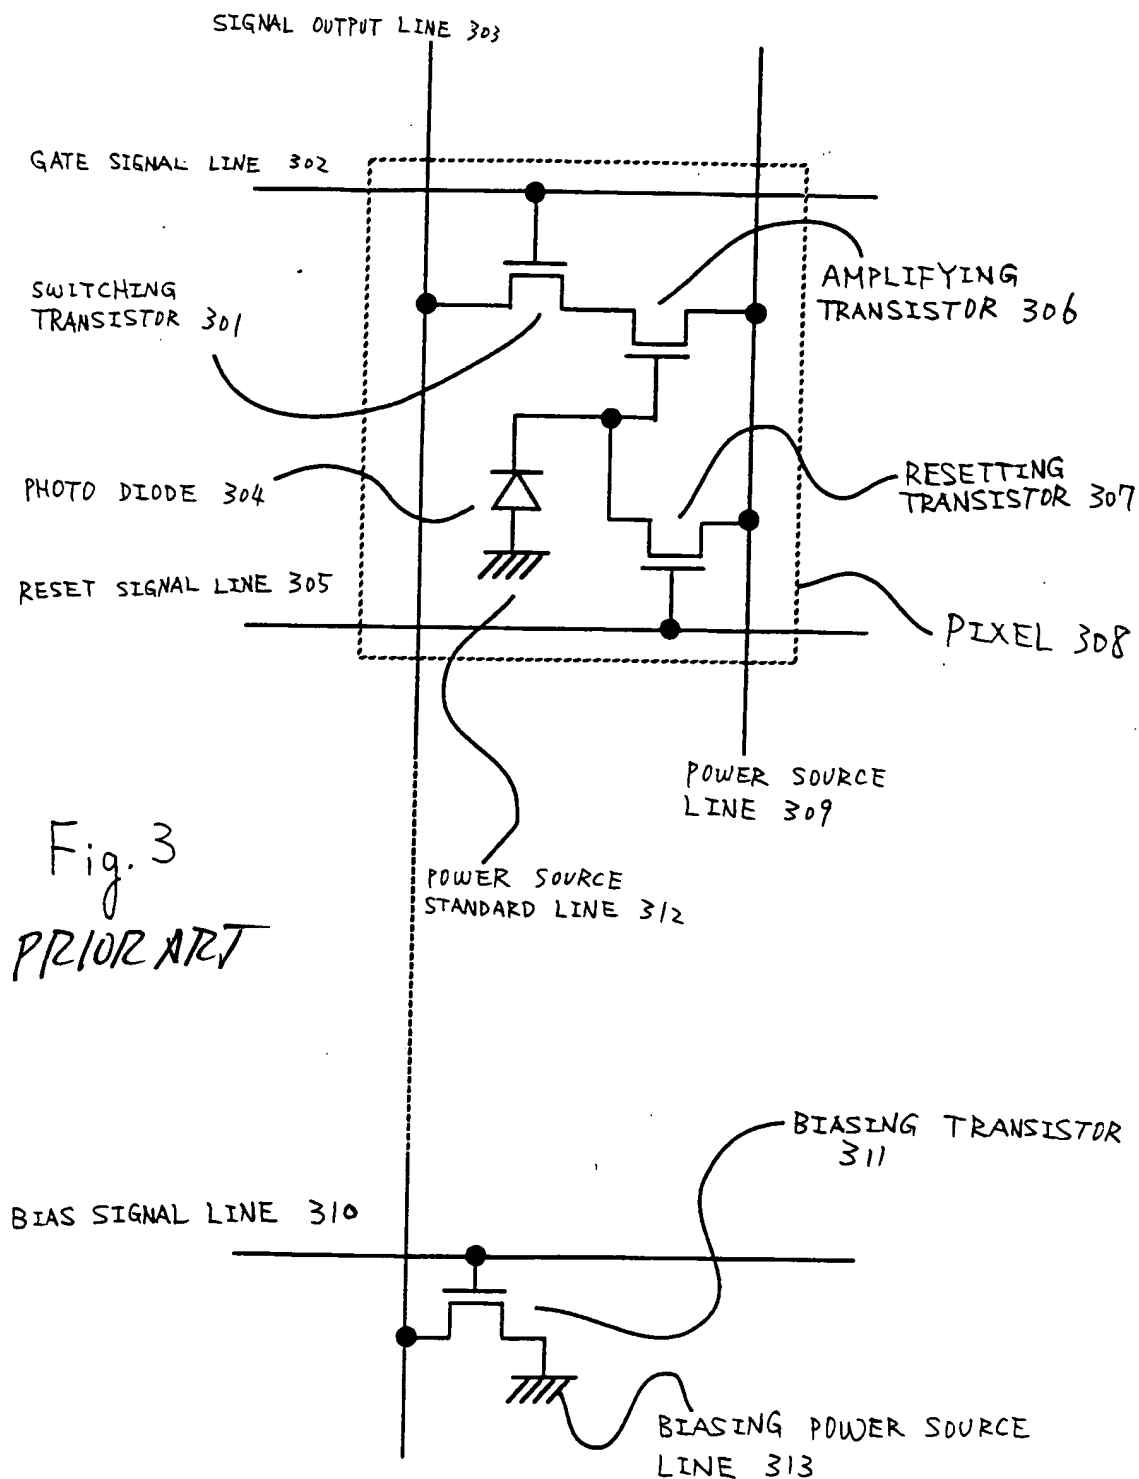 SIGNAL OUTPUT LINE 303
GATE SIGNAL LINE 302
SWITCHING
TRANSISTOR 301
AMPLIFYING
TRANSISTOR 306
PHOTO DIODE 304
RESETTING
TRANSISTOR 307
RESET SIGNAL LINE 305
PIXEL 308
POWER SOURCE
LINE 309
Fig. 3
PRIOR ART
POWER SOURCE
STANDARD LINE 312
BIASING TRANSISTOR
311
BIAS SIGNAL LINE 310
BIASING POWER SOURCE
LINE 313